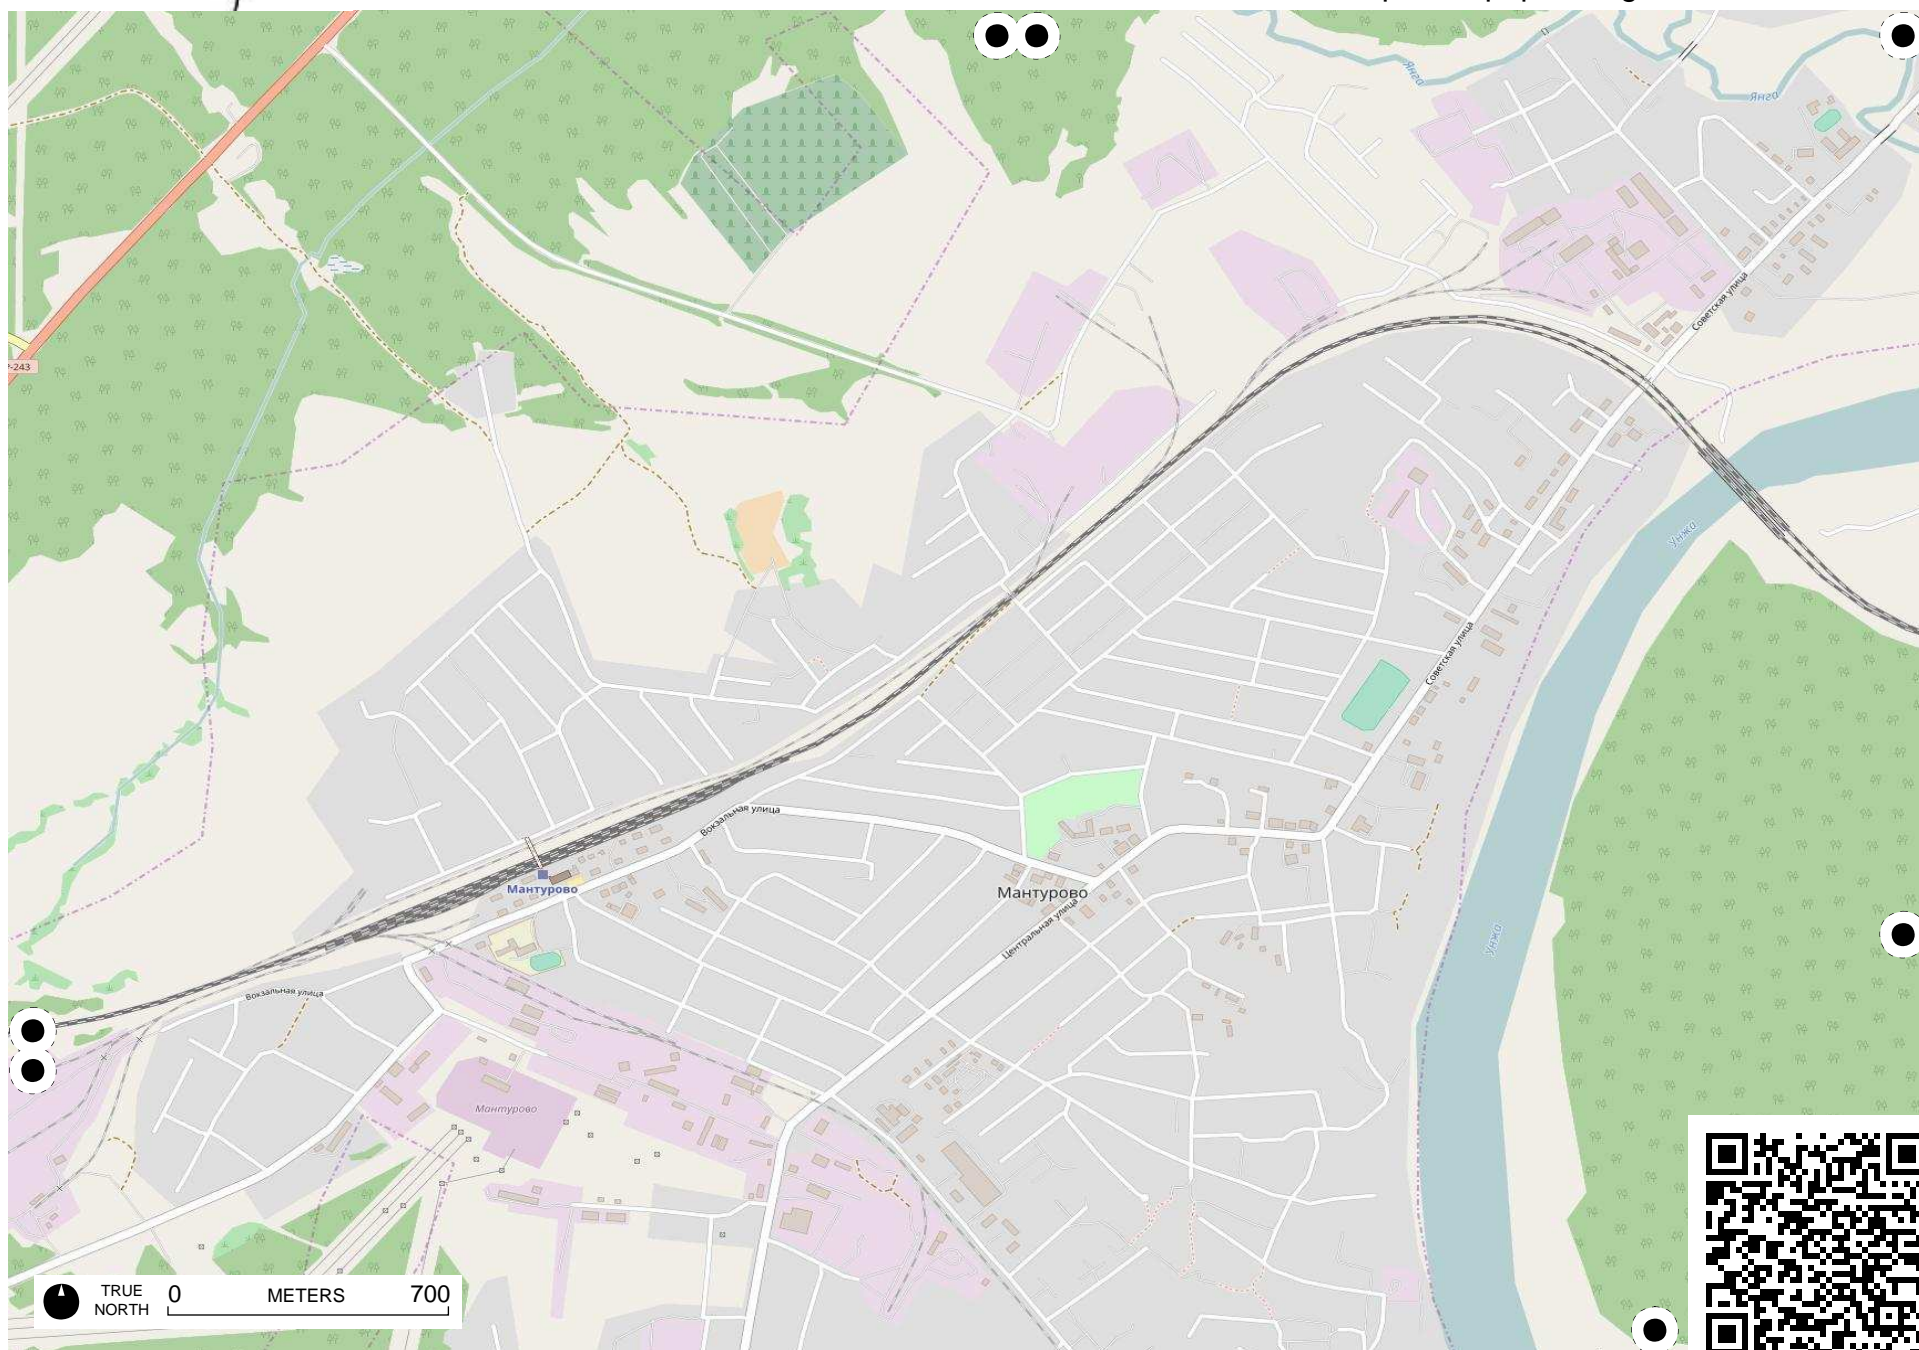 Янга
Янга
Советская улица
Р-243
Унжа
Советская улица
Вокзальная улица
Мантурово
Мантурово
Центральная улица
Унжа
Вокзальная улица
Мантурово
TRUE NORTH
0 METERS 700